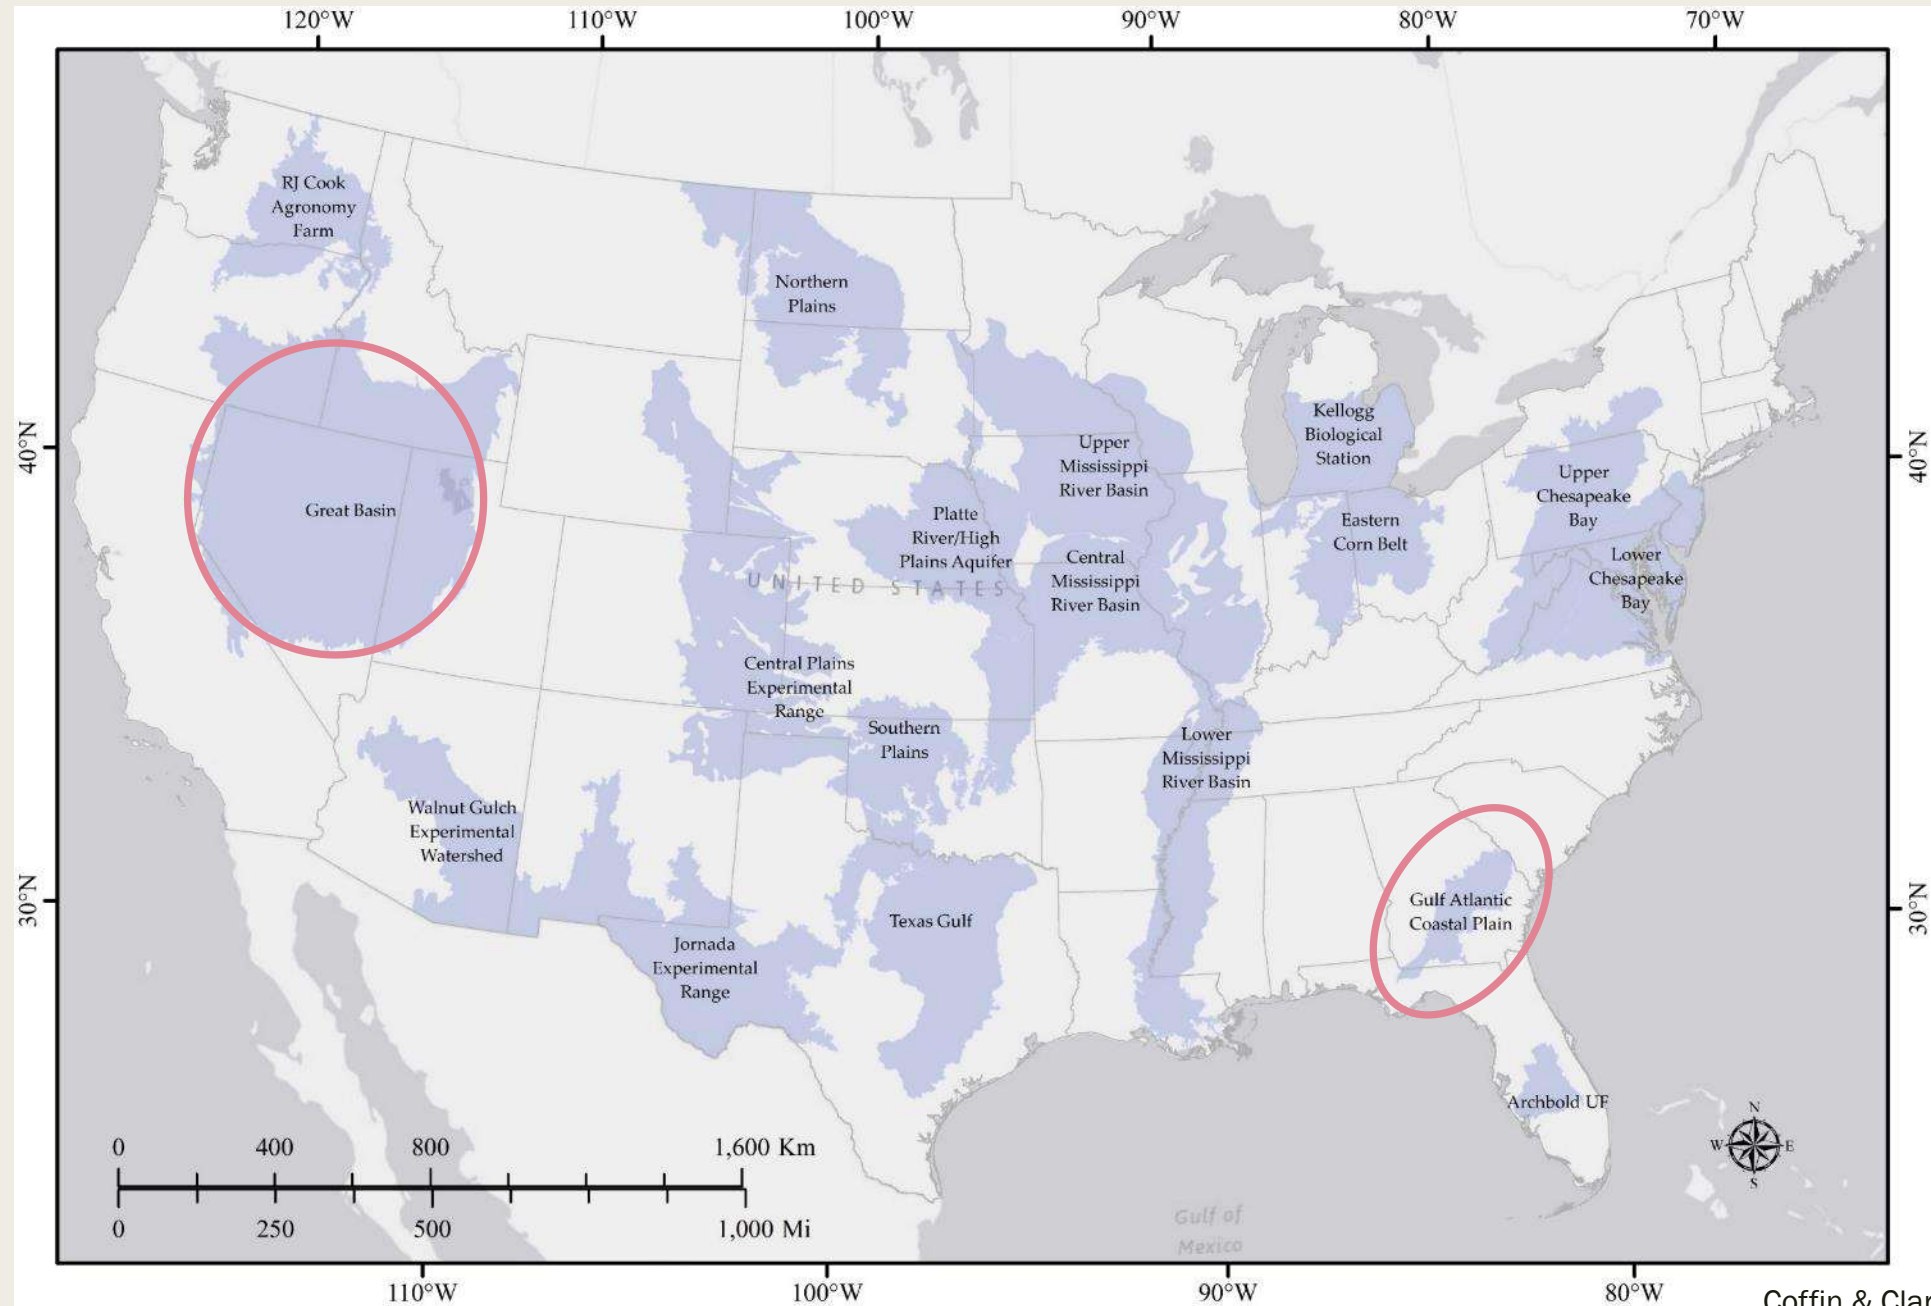 120°W
110°W
100°W
90°W
80°W
70°W
40°N
40°N
30°N
30°N
RJ Cook
Agronomy
Farm
Northern
Plains
Great Basin
Upper
Mississippi
River Basin
Kellogg
Biological
Station
Upper
Chesapeake
Bay
Platte
River/High
Plains Aquifer
Eastern
Corn Belt
Central
Mississippi
River Basin
Lower
Chesapeake
Bay
UNITED STATES
Central Plains
Experimental
Range
Southern
Plains
Lower
Mississippi
River Basin
Walnut Gulch
Experimental
Watershed
Texas Gulf
Gulf Atlantic
Coastal Plain
Jornada
Experimental
Range
Archbold UF
N
W E
S
0 400 800 1,600 Km
0 250 500 1,000 Mi
Gulf of
Mexico
110°W
100°W
90°W
80°W
Coffin &